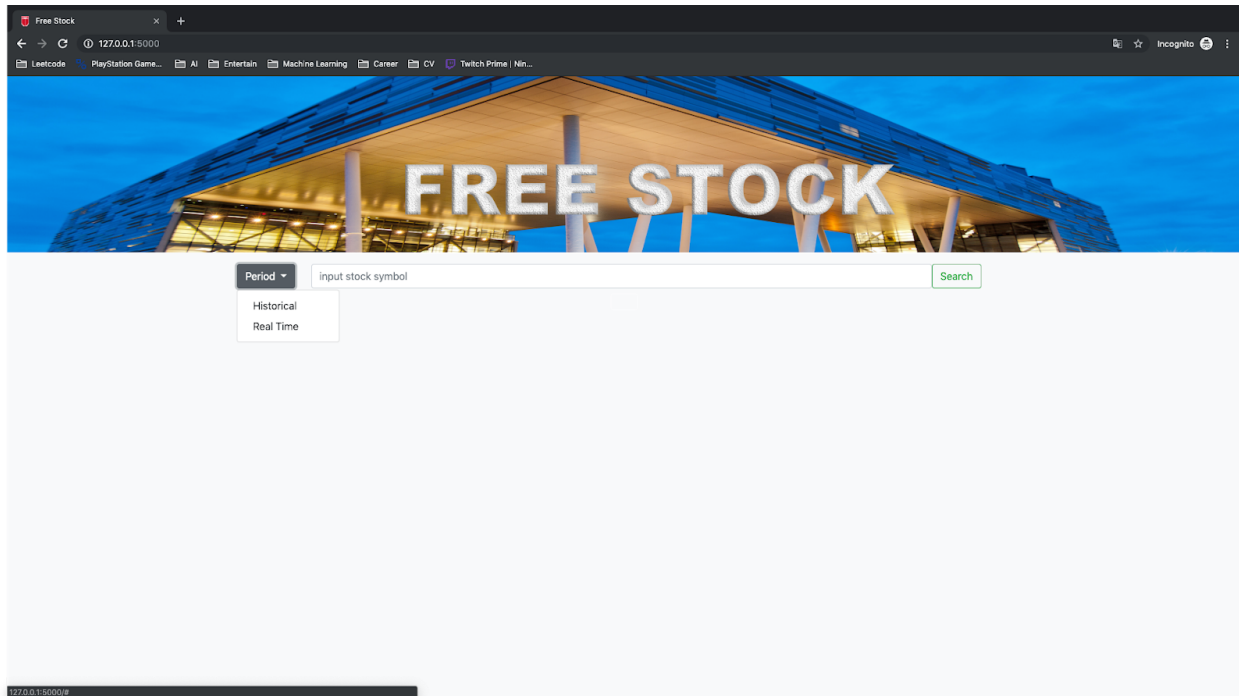 Free Stock
127.0.0.1:5000
Incognito
Leetcode PlayStation Game... AI Entertain Machine Learning Career CV Twitch Prime | Nin...
FREE STOCK
Period input stock symbol Search
Historical
Real Time
127.0.0.1:5000/#